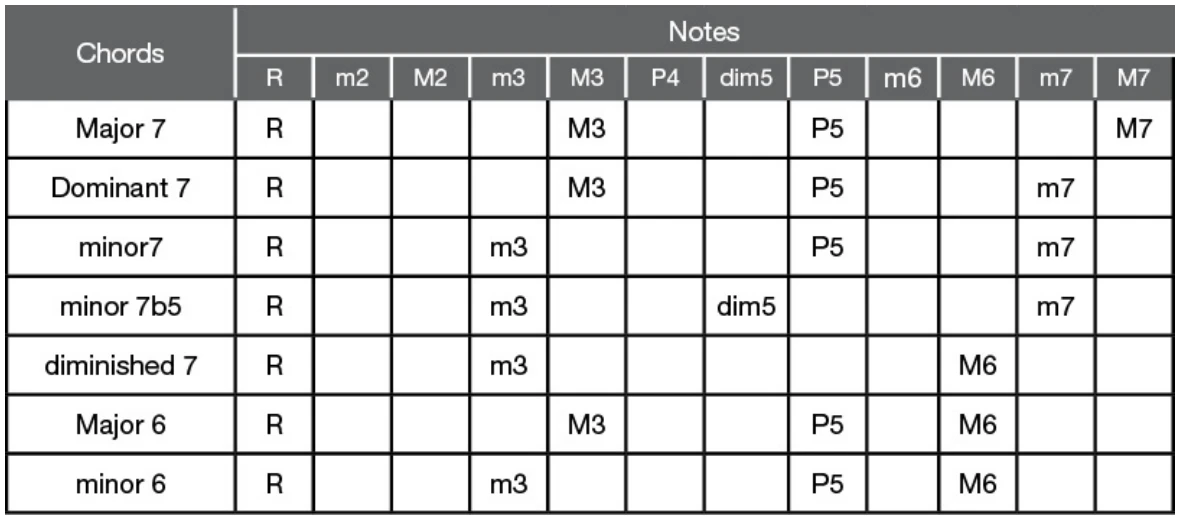 Chords
Notes
R m2 M2 m3 M3 P4 dim5 P5 m6 M6 m7 M7
Major 7 R M3 P5 M7
Dominant 7 R M3 P5 m7
minor7 R m3 P5 m7
minor 7b5 R m3 dim5 m7
diminished 7 R m3 M6
Major 6 R M3 P5 M6
minor 6 R m3 P5 M6